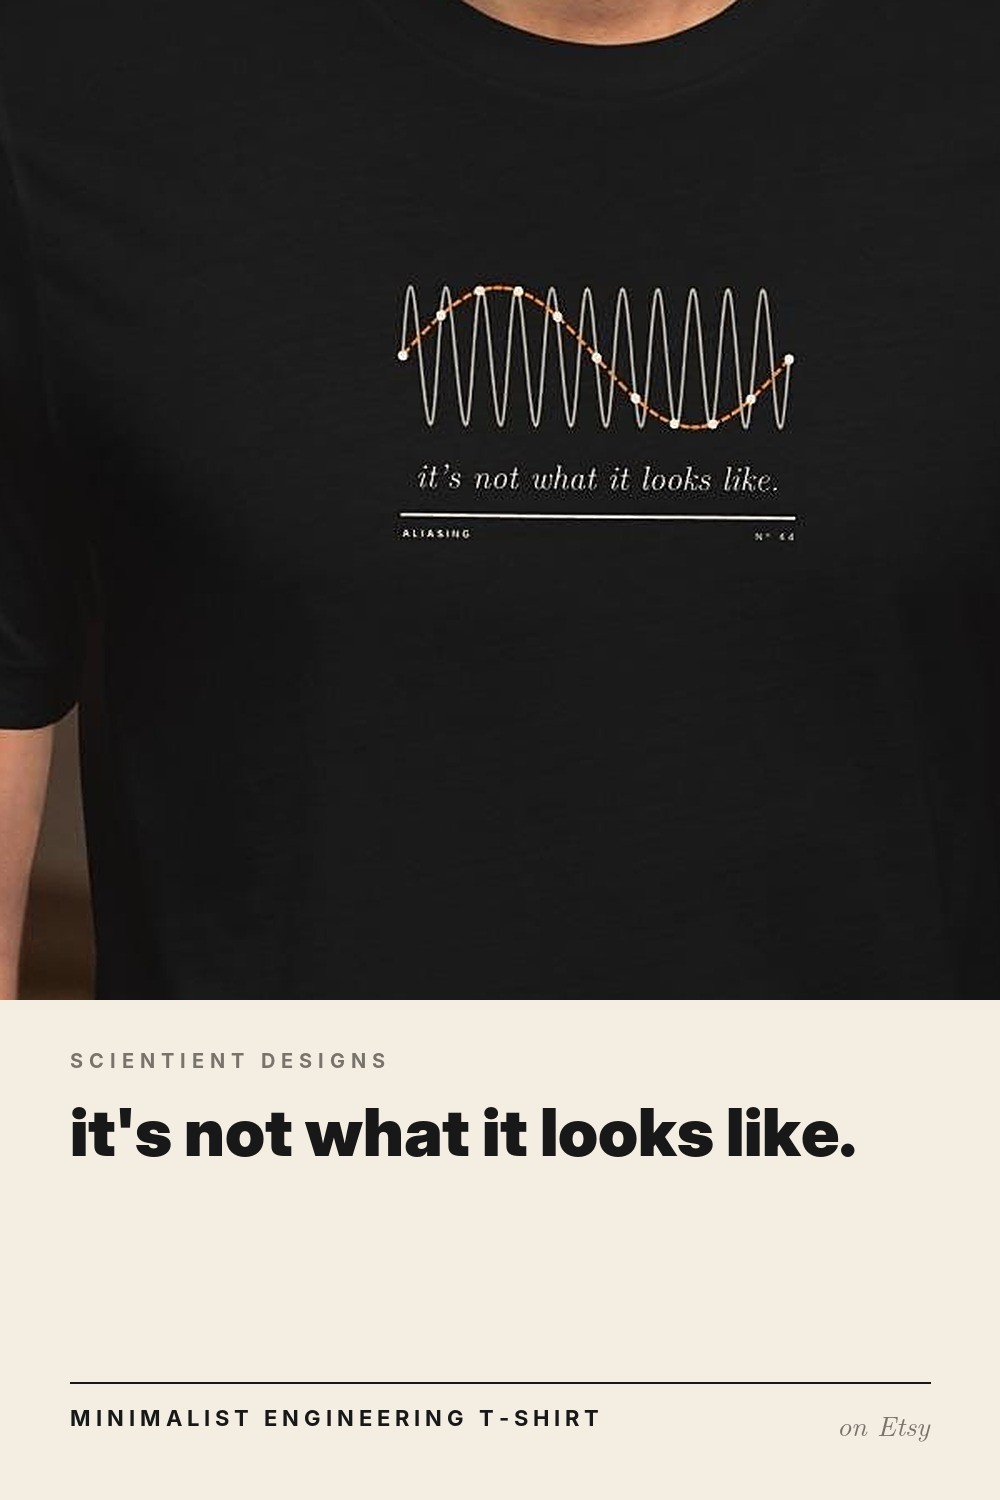 it's not what it looks like.
ALIASING Nº 44
SCIENTIENT DESIGNS
it's not what it looks like.
MINIMALIST ENGINEERING T-SHIRT
on Etsy